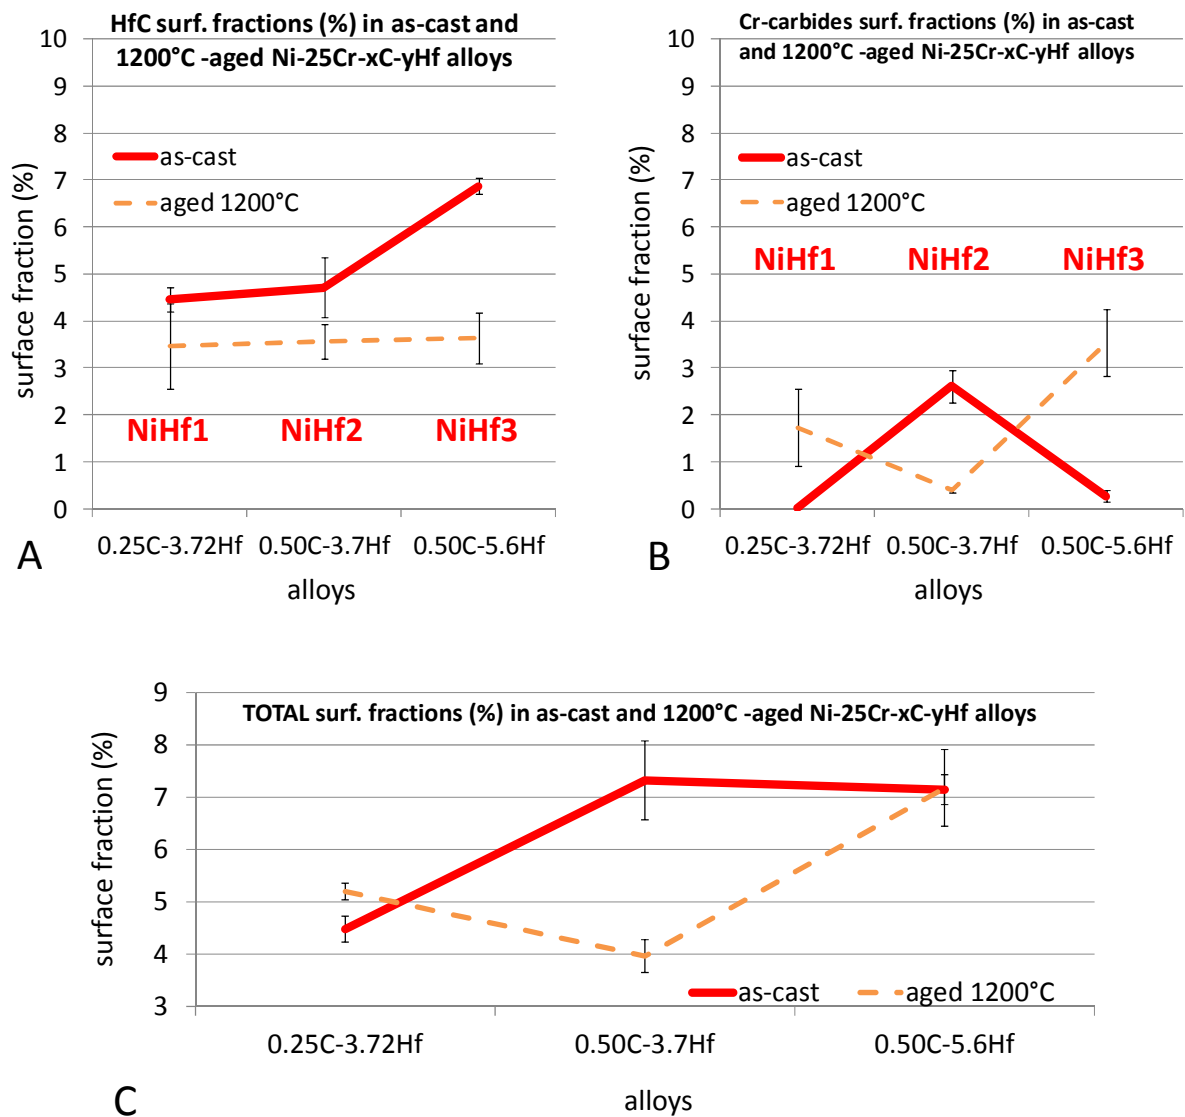 HfC surf. fractions (%) in as-cast and
1200°C -aged Ni-25Cr-xC-yHf alloys
10
9
8
7
6
5
4
3
2
1
0
surface fraction (%)
as-cast
aged 1200°C
NiHf1 NiHf2 NiHf3
0.25C-3.72Hf 0.50C-3.7Hf 0.50C-5.6Hf
alloys
A
Cr-carbides surf. fractions (%) in as-cast
and 1200°C -aged Ni-25Cr-xC-yHf alloys
10
9
8
7
6
5
4
3
2
1
0
surface fraction (%)
as-cast
aged 1200°C
NiHf1 NiHf2 NiHf3
0.25C-3.72Hf 0.50C-3.7Hf 0.50C-5.6Hf
alloys
B
TOTAL surf. fractions (%) in as-cast and 1200°C -aged Ni-25Cr-xC-yHf alloys
9
8
7
6
5
4
3
surface fraction (%)
as-cast aged 1200°C
0.25C-3.72Hf 0.50C-3.7Hf 0.50C-5.6Hf
alloys
C